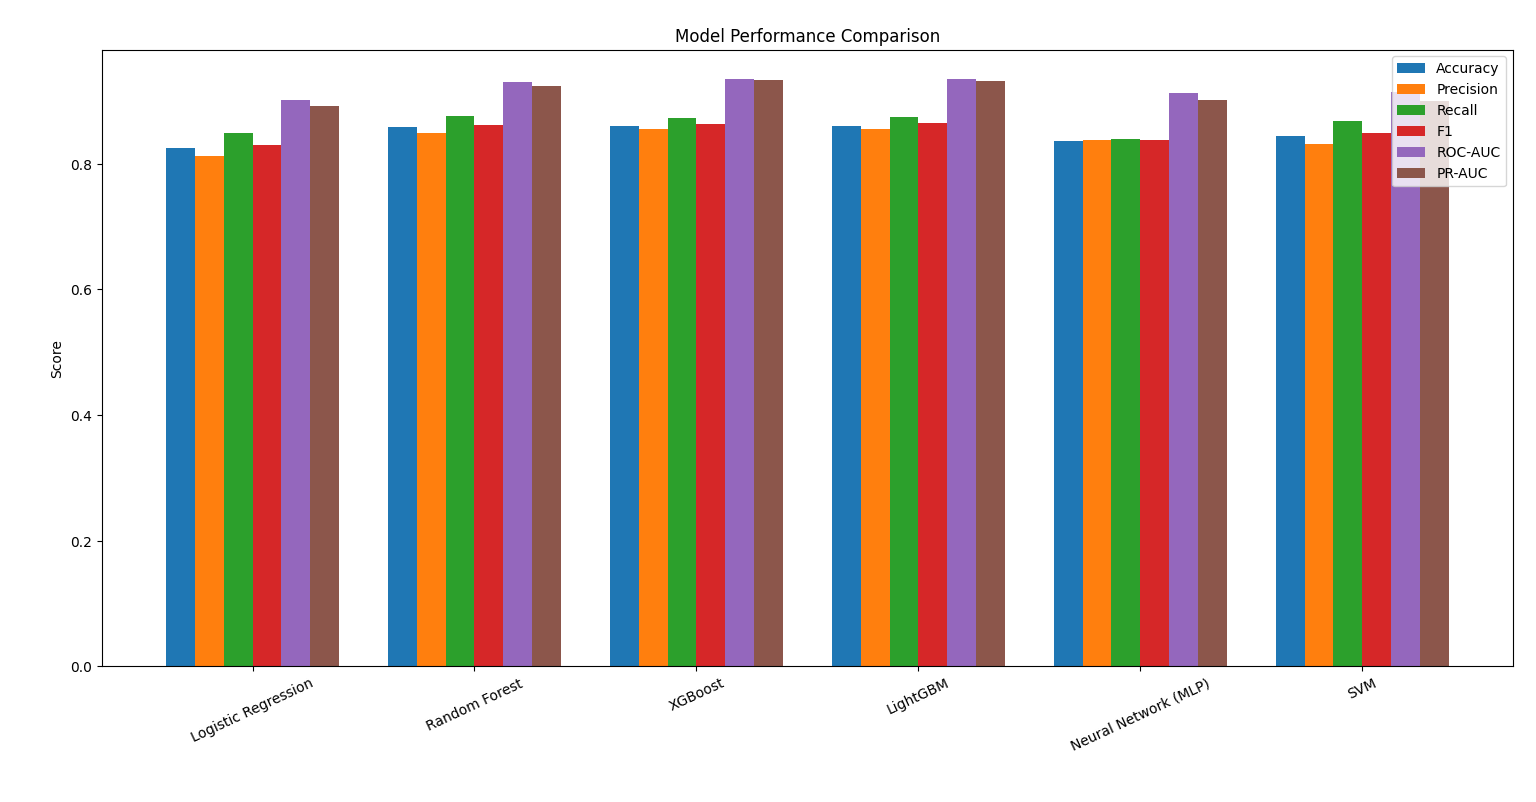 Model Performance Comparison
Accuracy
Precision
Recall
F1
ROC-AUC
PR-AUC
Score
0.8
0.6
0.4
0.2
0.0
Logistic Regression
Random Forest
XGBoost
LightGBM
Neural Network (MLP)
SVM